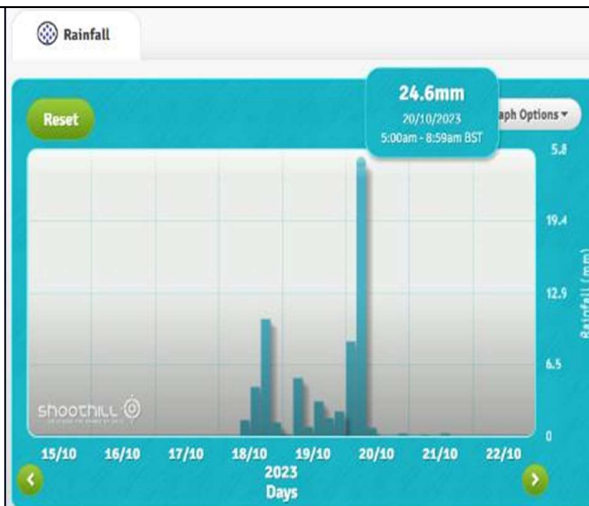 Rainfall
Reset
24.6mm
20/10/2023
5:00am - 8:59am BST
aph Options
5.8
19.4
12.9
6.5
0
Rainfall (mm)
shoothill
15/10 16/10 17/10 18/10 19/10 20/10 21/10 22/10
2023
Days